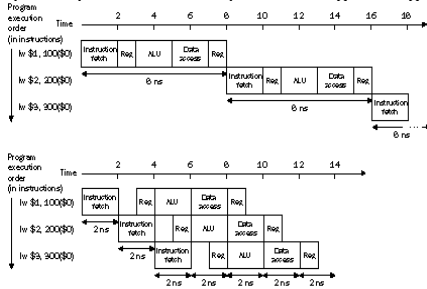 Program
execution
order
(in instructions)
Time
2 4 6 8 10 12 14 16 18
lw $1, 100($0)
Instruction fetch Reg ALU Data access Reg
lw $2, 200($0)
8 ns
Instruction fetch Reg ALU Data access Reg
lw $3, 300($0)
8 ns
Instruction fetch
8 ns
...
Program
execution
order
(in instructions)
Time
2 4 6 8 10 12 14
lw $1, 100($0)
Instruction fetch Reg ALU Data access Reg
lw $2, 200($0)
2 ns
Instruction fetch Reg ALU Data access Reg
lw $3, 300($0)
2 ns
Instruction fetch Reg ALU Data access Reg
2 ns 2 ns 2 ns 2 ns 2 ns